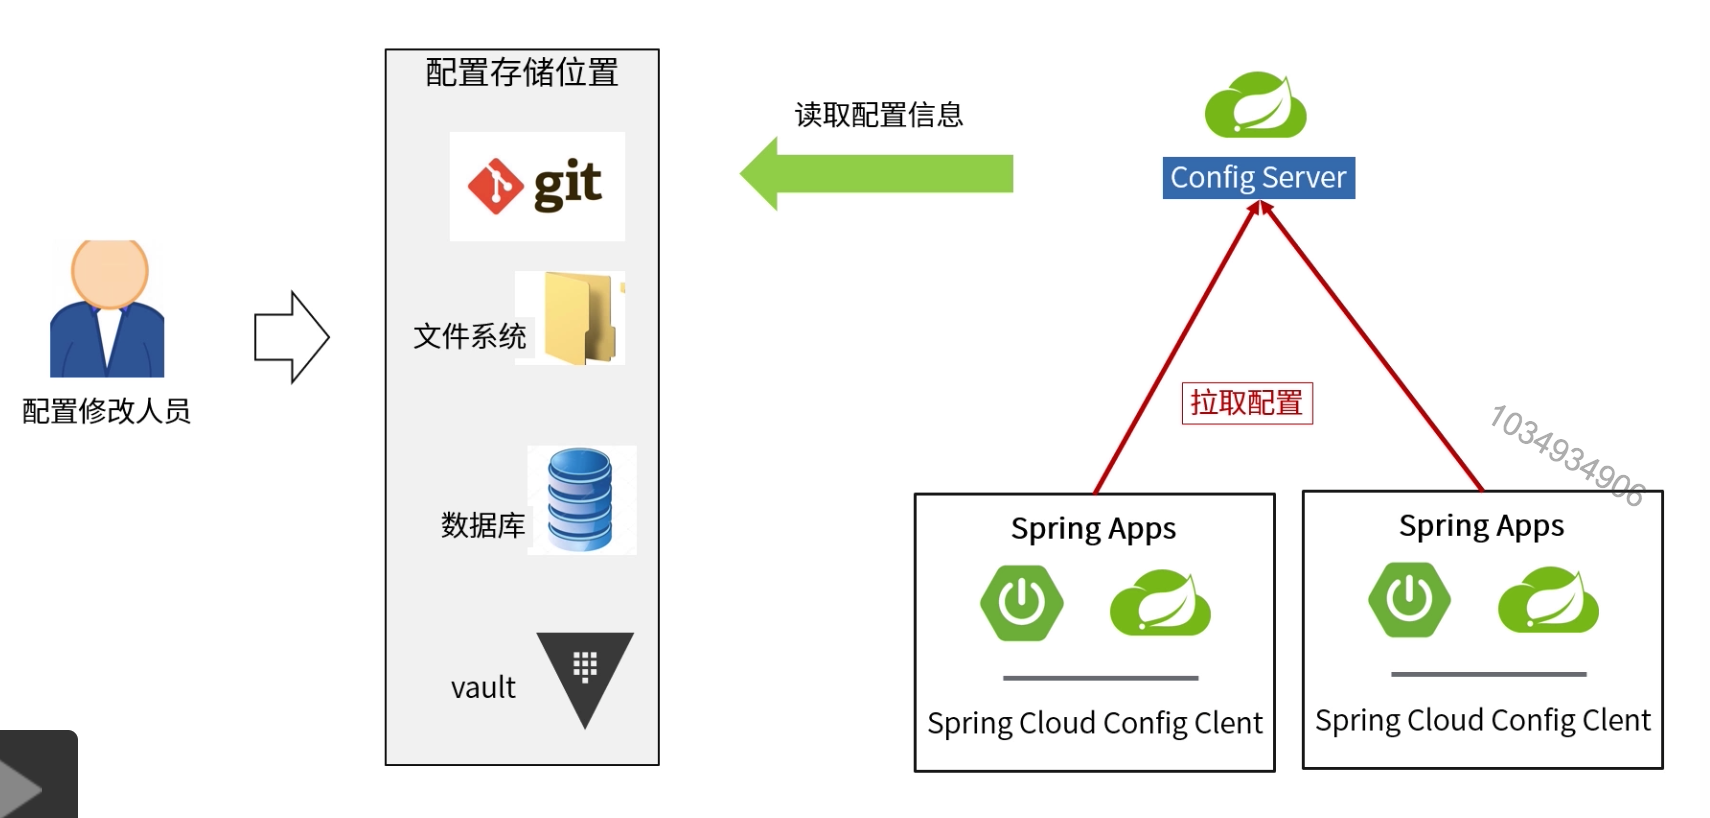 配置存储位置
git
文件系统
数据库
vault
配置修改人员
读取配置信息
Config Server
拉取配置
1034934906
Spring Apps
Spring Cloud Config Clent
Spring Apps
Spring Cloud Config Clent